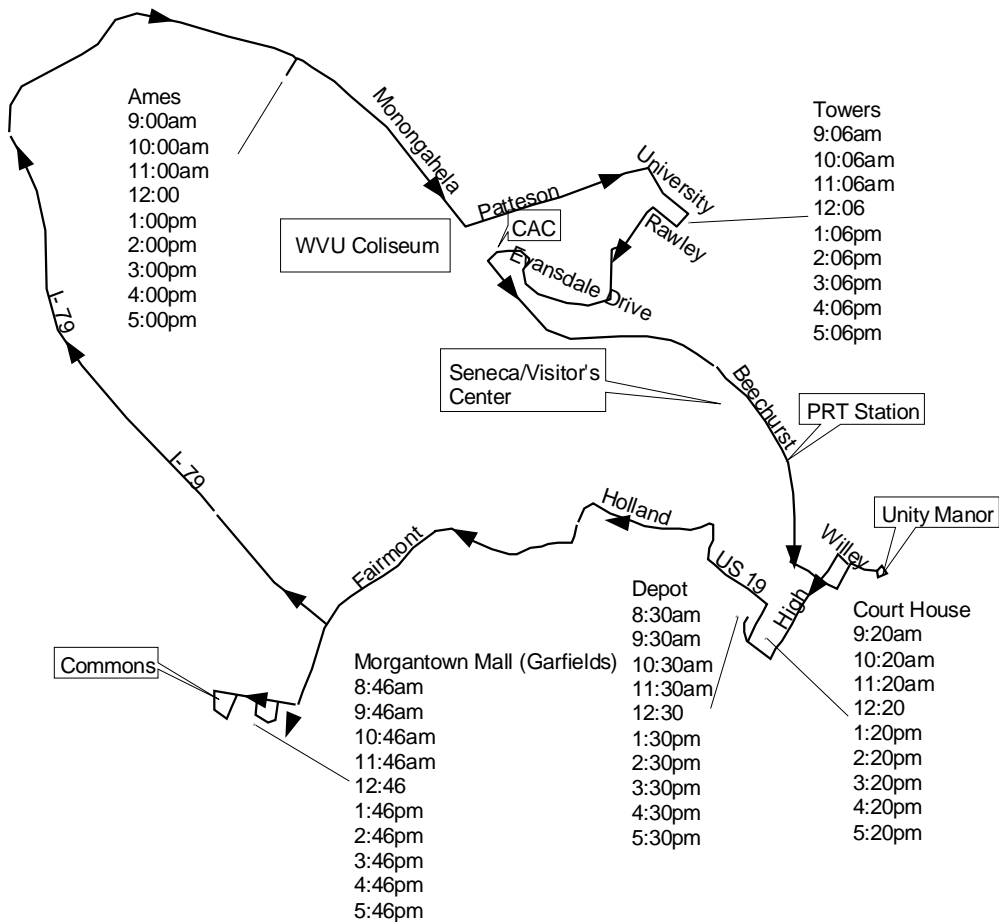 Ames
9:00am
10:00am
11:00am
12:00
1:00pm
2:00pm
3:00pm
4:00pm
5:00pm
Monongahela
Patteson
University
Rawley
Towers
9:06am
10:06am
11:06am
12:06
1:06pm
2:06pm
3:06pm
4:06pm
5:06pm
WVU Coliseum
CAC
Evansdale Drive
I-79
Seneca/Visitor's
Center
Beechurst
PRT Station
I-79
Holland
Fairmont
US 19
Willey
High
Unity Manor
Commons
Morgantown Mall (Garfields)
8:46am
9:46am
10:46am
11:46am
12:46
1:46pm
2:46pm
3:46pm
4:46pm
5:46pm
Depot
8:30am
9:30am
10:30am
11:30am
12:30
1:30pm
2:30pm
3:30pm
4:30pm
5:30pm
Court House
9:20am
10:20am
11:20am
12:20
1:20pm
2:20pm
3:20pm
4:20pm
5:20pm